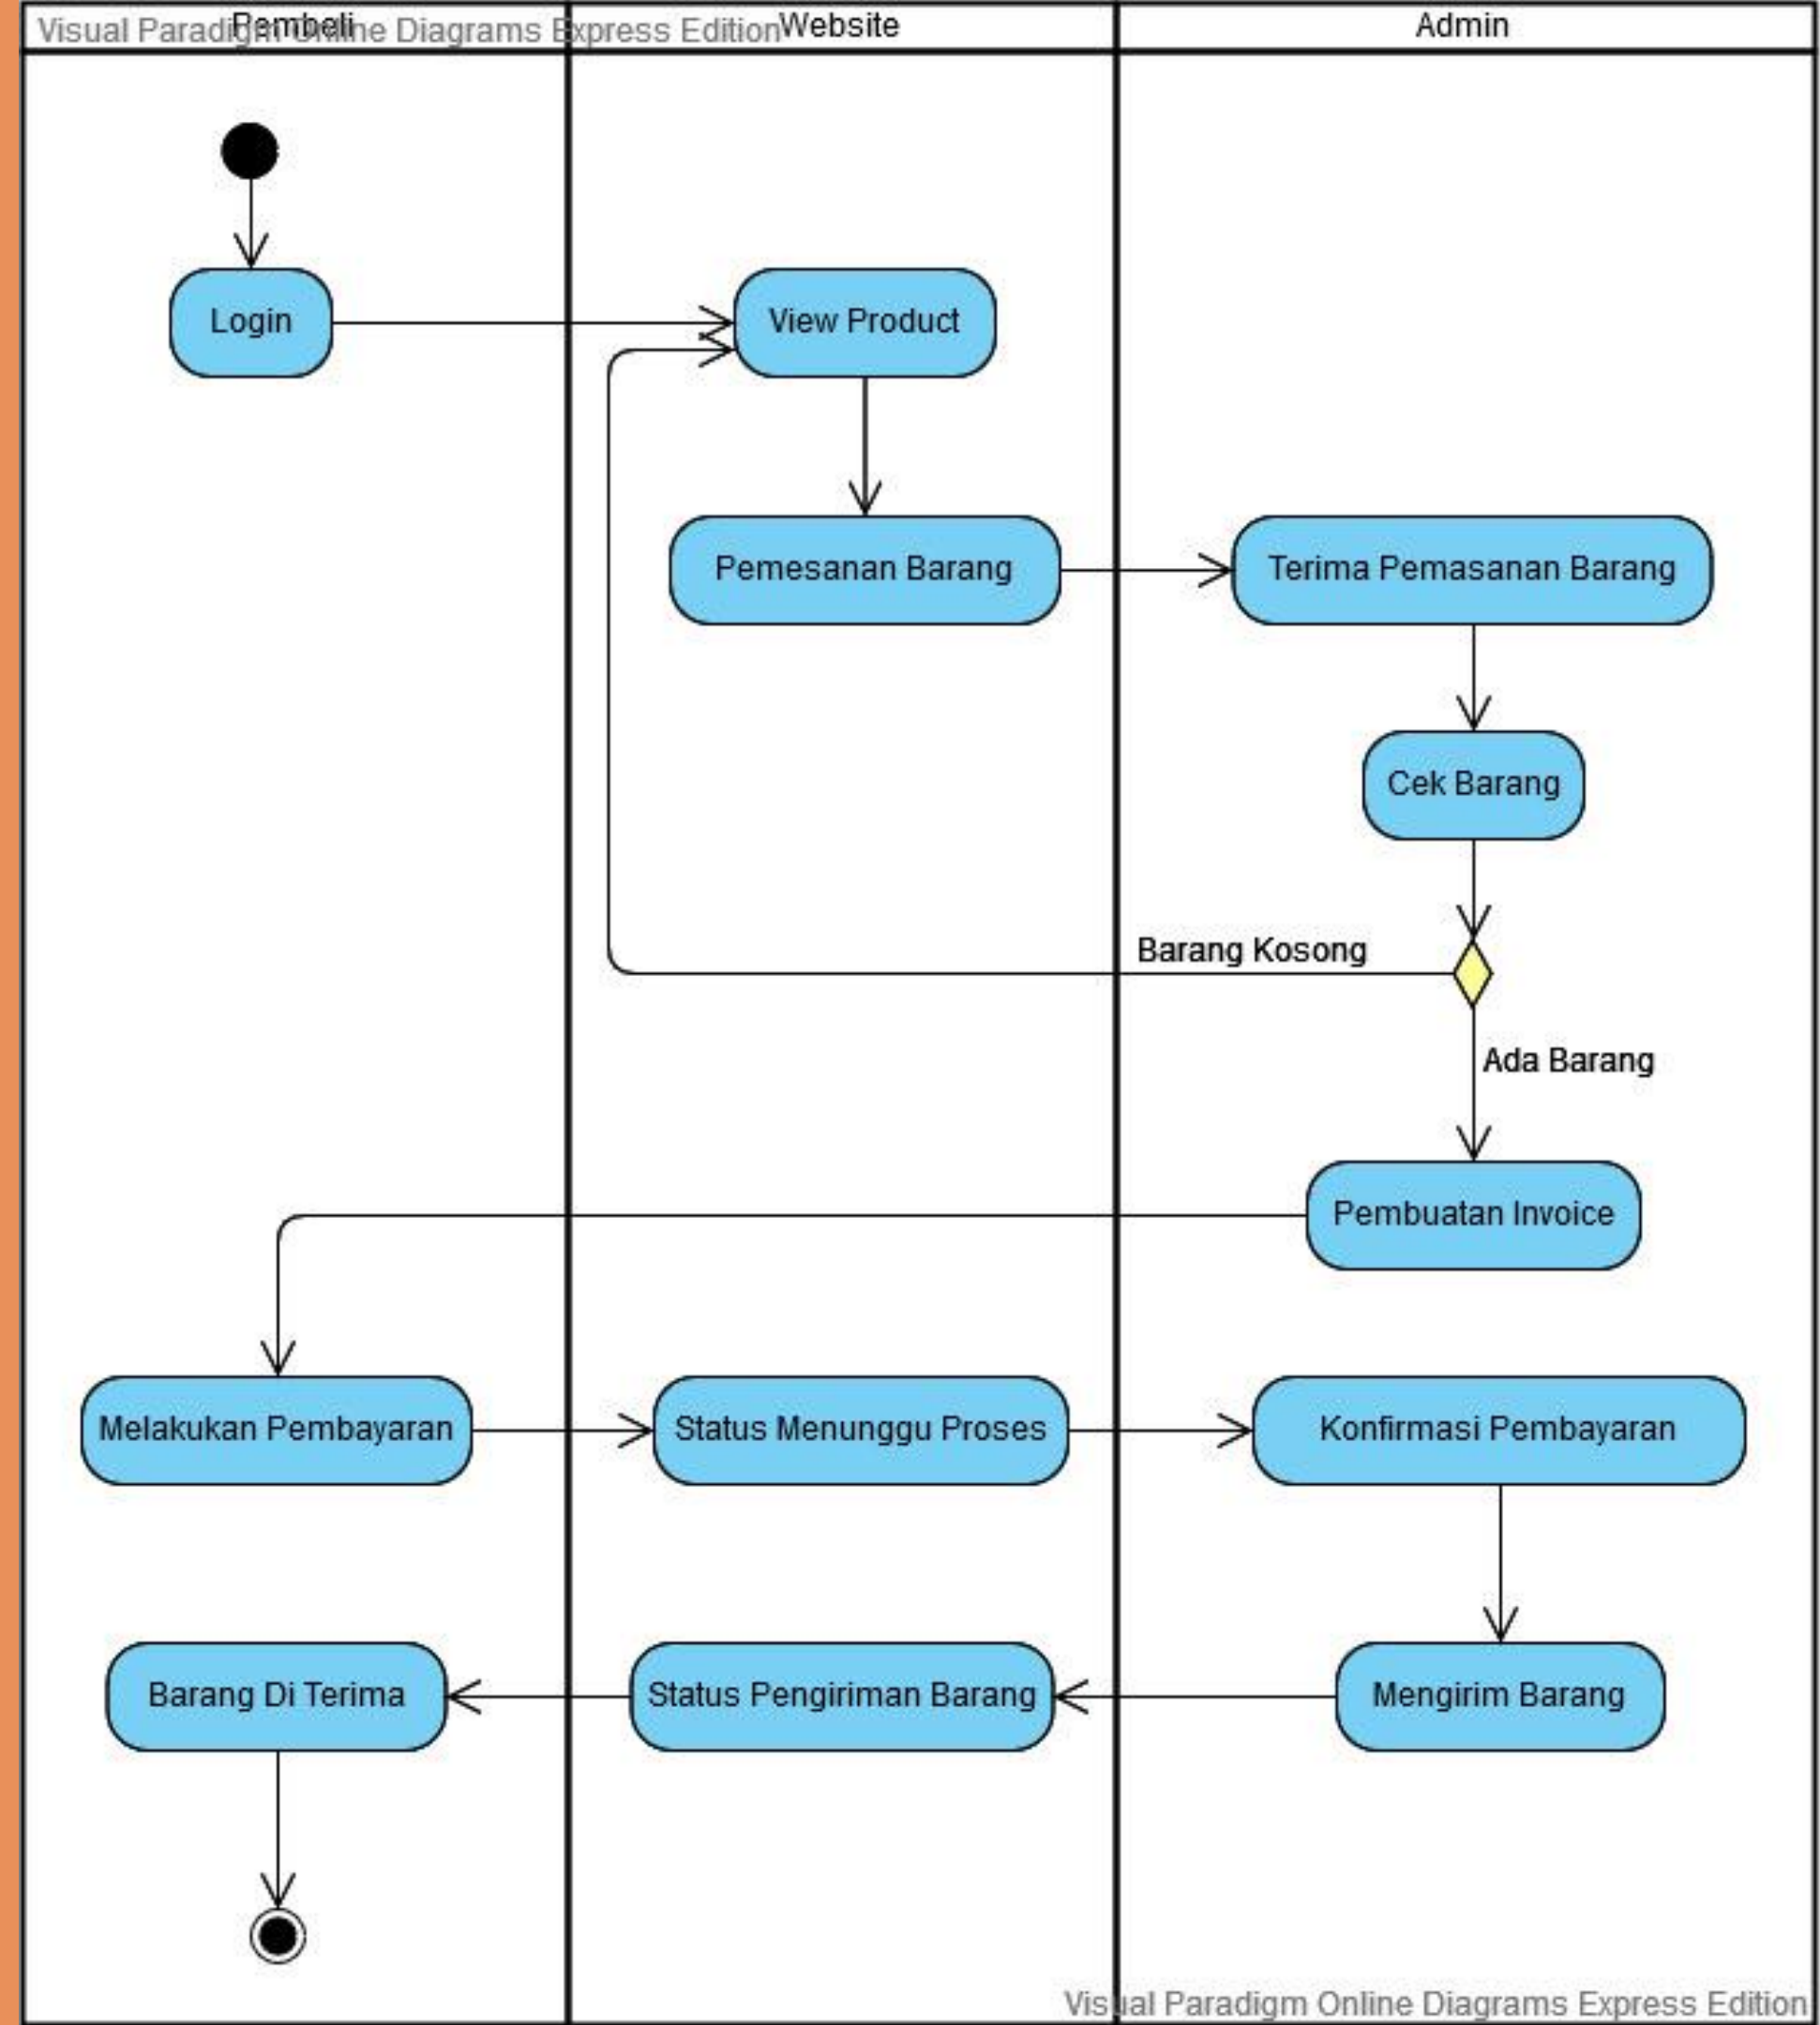 Pembeli
Website
Admin
Visual Paradigm Online Diagrams Express Edition
Login
View Product
Pemesanan Barang
Terima Pemasanan Barang
Cek Barang
Barang Kosong
Ada Barang
Pembuatan Invoice
Melakukan Pembayaran
Status Menunggu Proses
Konfirmasi Pembayaran
Barang Di Terima
Status Pengiriman Barang
Mengirim Barang
Visual Paradigm Online Diagrams Express Edition